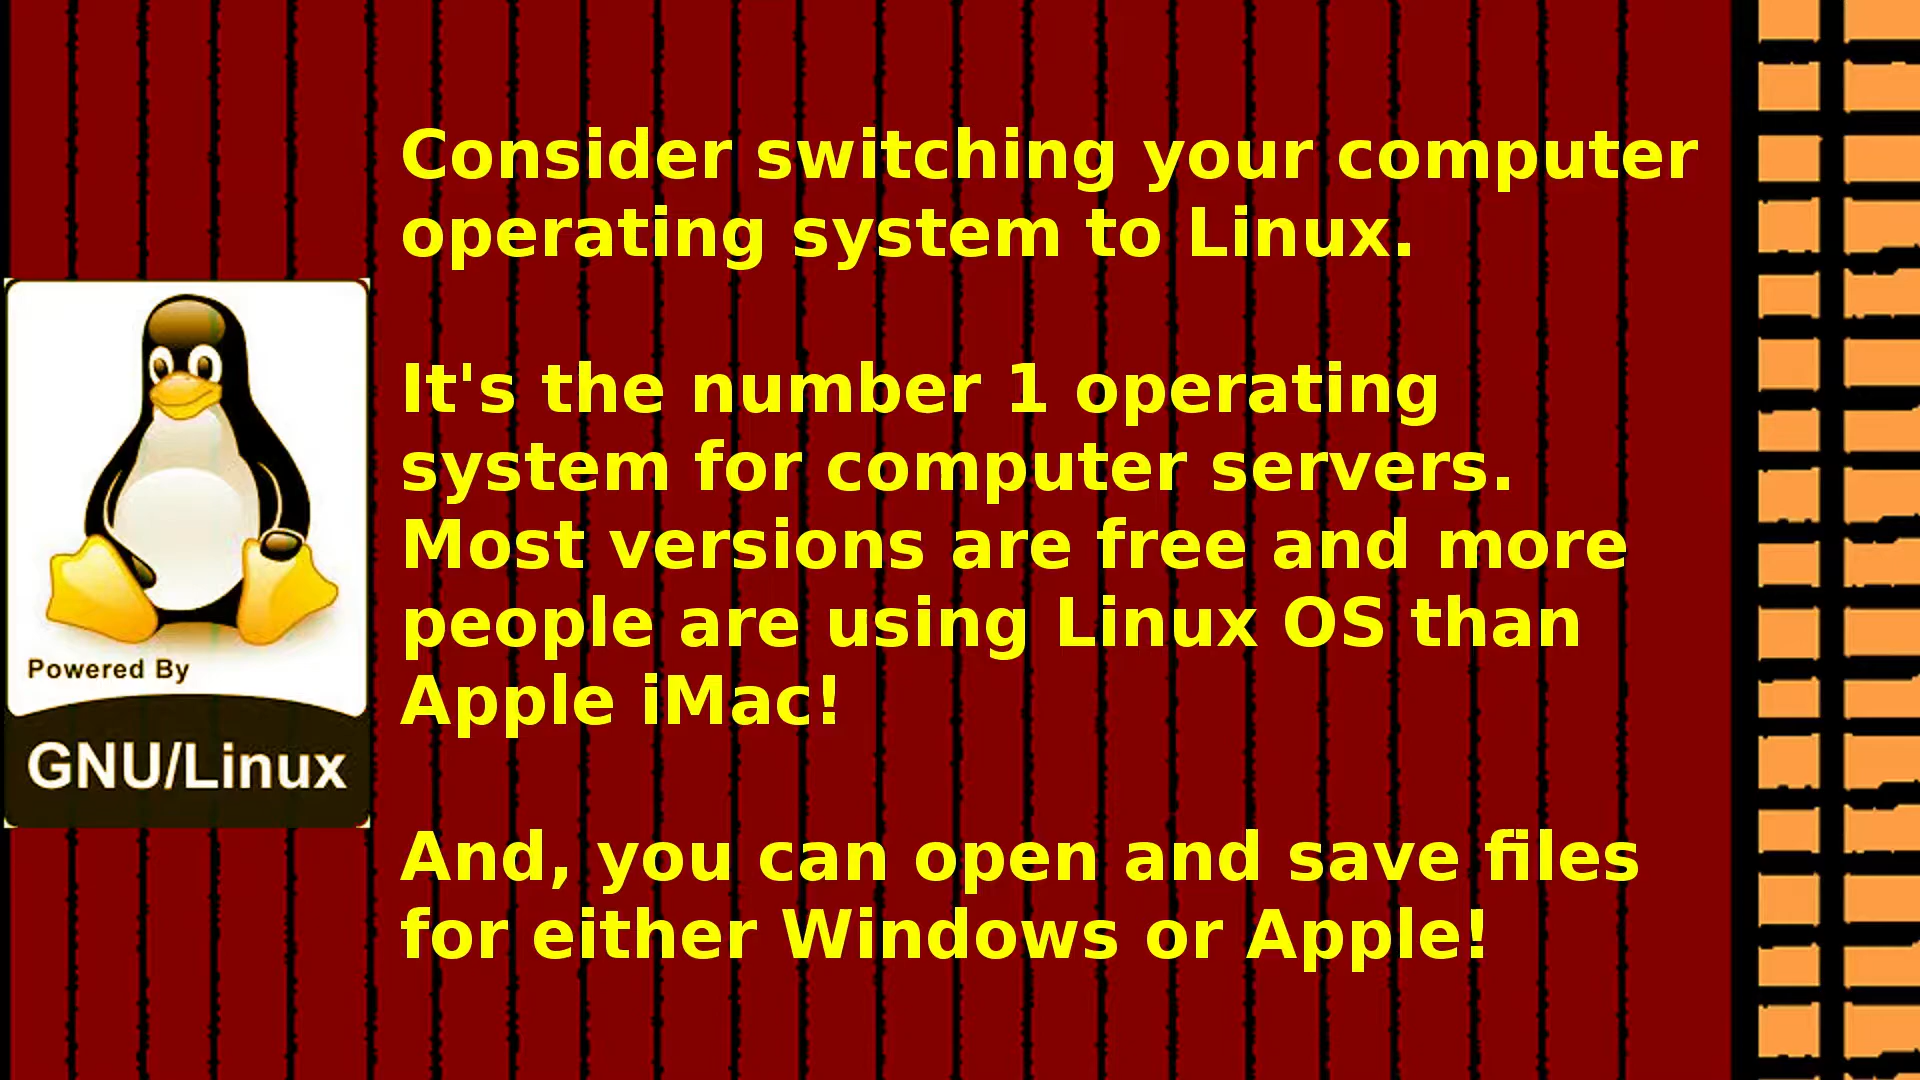 Consider switching your computer
operating system to Linux.
It's the number 1 operating
system for computer servers.
Most versions are free and more
people are using Linux OS than
Apple iMac!
And, you can open and save files
for either Windows or Apple!
Powered By
GNU/Linux